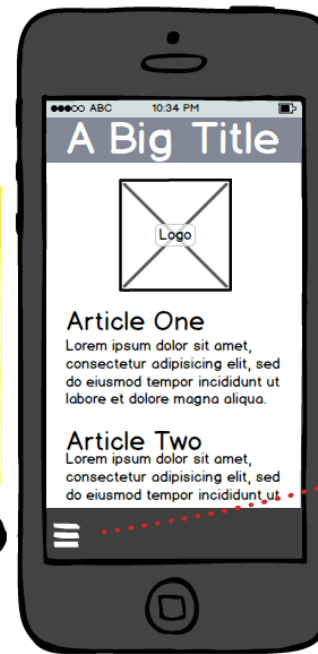 ABC 10:34 PM
A Big Title
Logo
Article One
Lorem ipsum dolor sit amet,
consectetur adipisicing elit, sed
do eiusmod tempor incididunt ut
labore et dolore magna aliqua.
Article Two
Lorem ipsum dolor sit amet,
consectetur adipisicing elit, sed
do eiusmod tempor incididunt ut